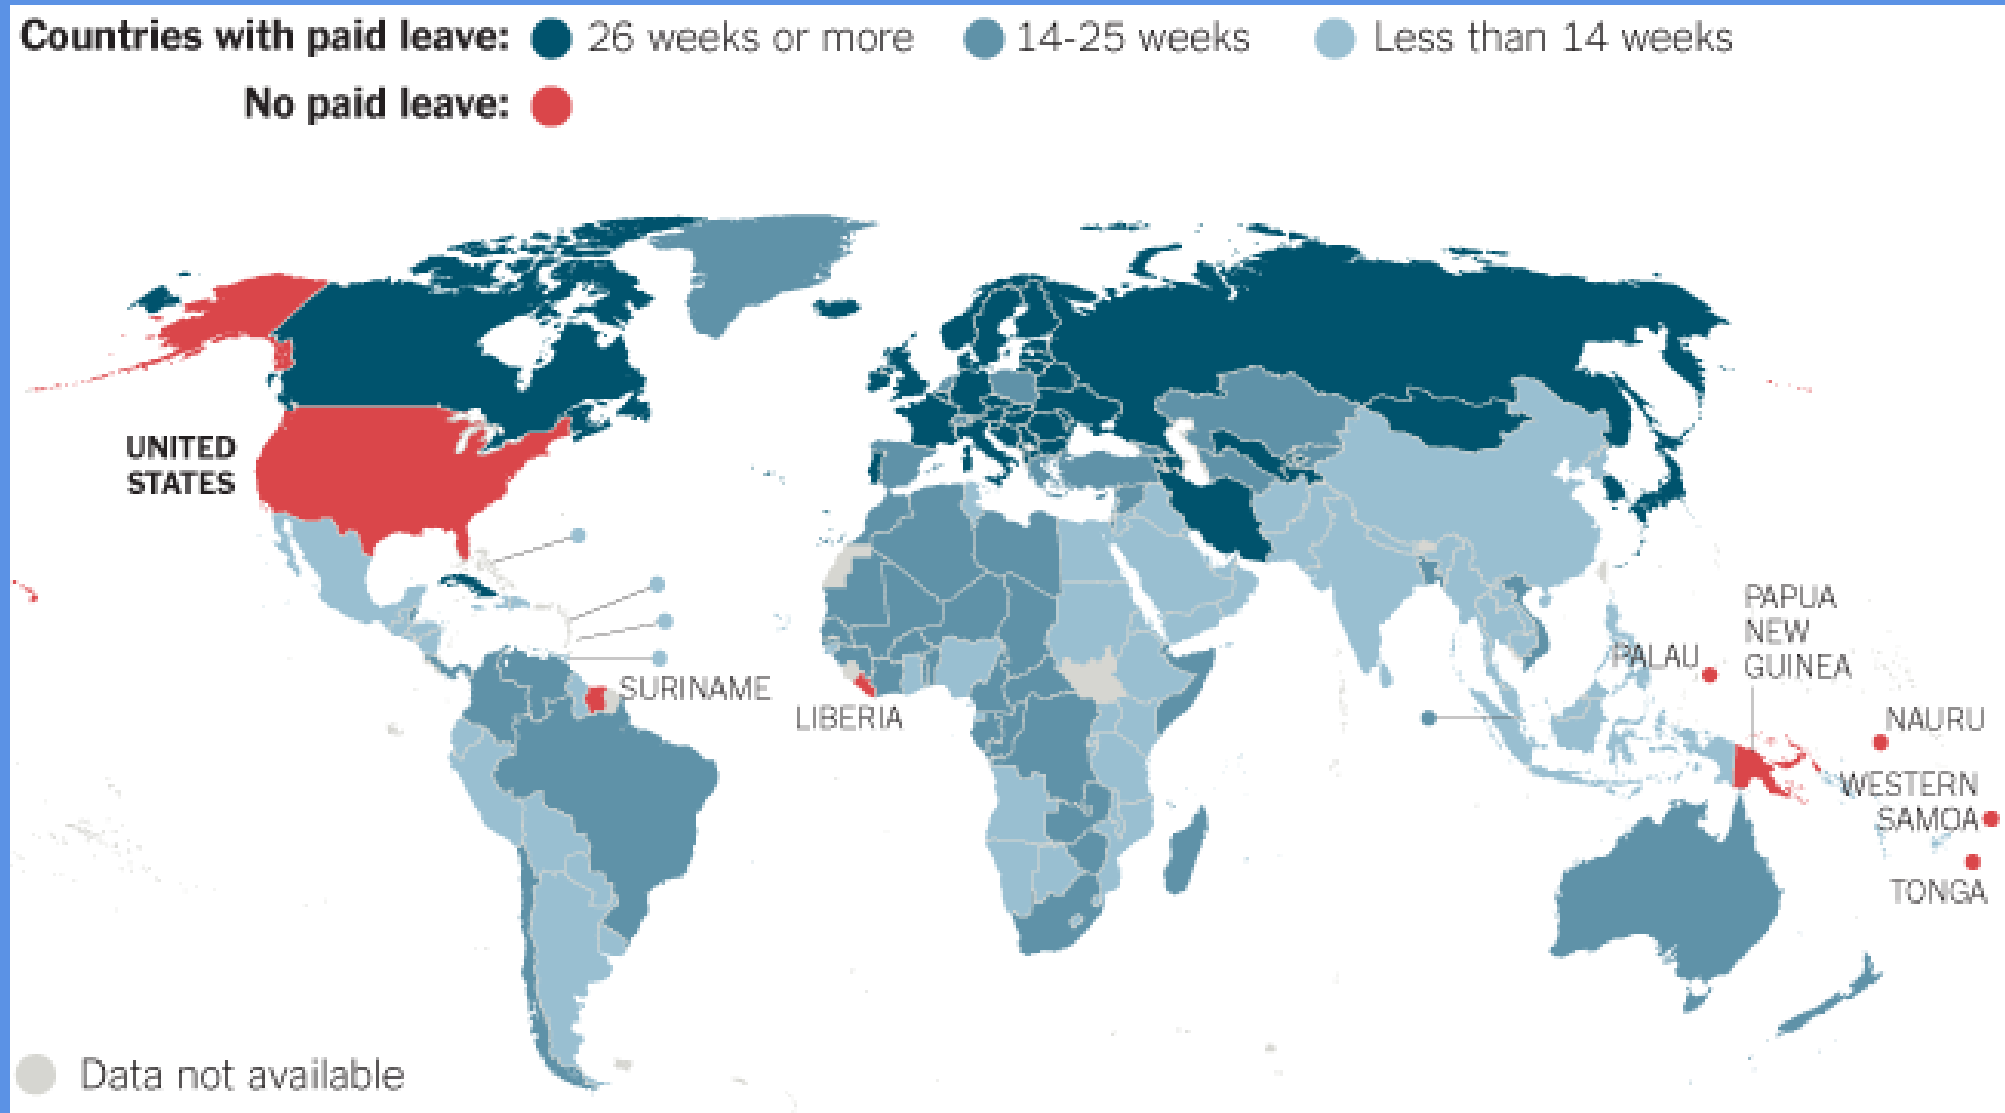 Countries with paid leave: 26 weeks or more 14-25 weeks Less than 14 weeks
No paid leave:
UNITED
STATES
SURINAME
LIBERIA
PALAU
PAPUA
NEW
GUINEA
NAURU
WESTERN
SAMOA
TONGA
Data not available